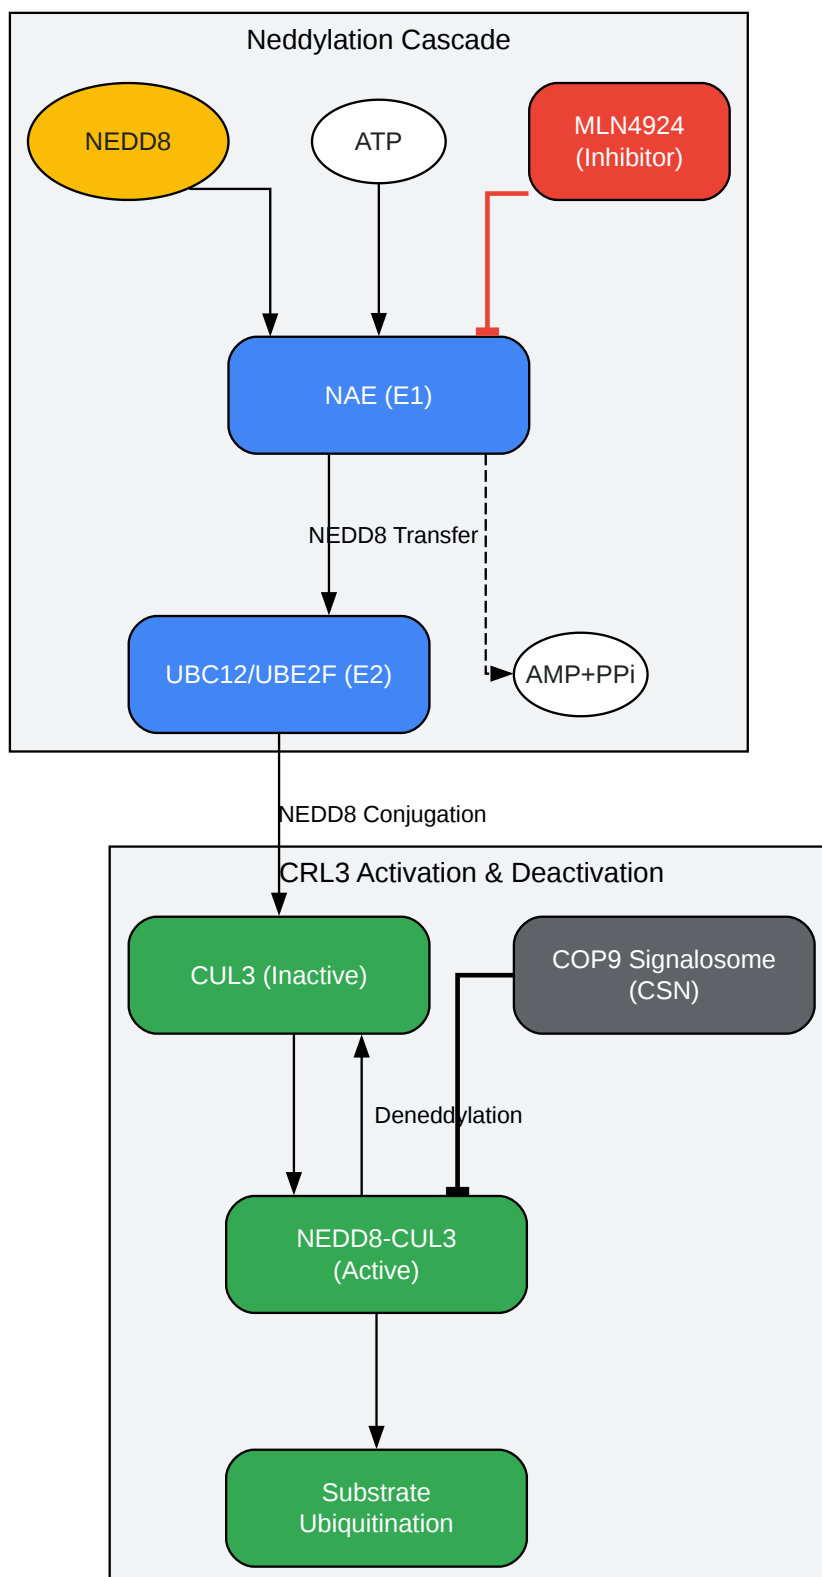 Neddylation Cascade
NEDD8
ATP
MLN4924
(Inhibitor)
NAE (E1)
NEDD8 Transfer
UBC12/UBE2F (E2)
AMP+PPi
NEDD8 Conjugation
CRL3 Activation & Deactivation
CUL3 (Inactive)
COP9 Signalosome
(CSN)
Deneddylation
NEDD8-CUL3
(Active)
Substrate
Ubiquitination